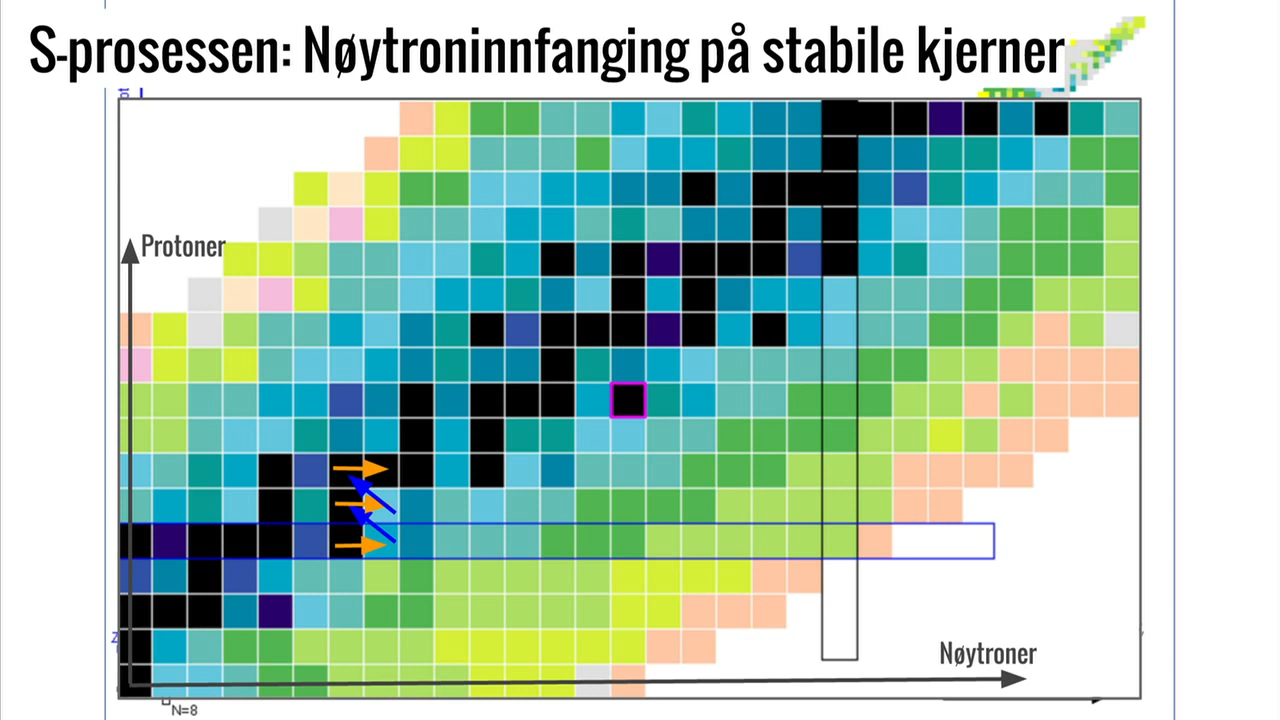 S-prosessen: Nøytroninnfanging på stabile kjerner
Protoner
Nøytroner
N=8